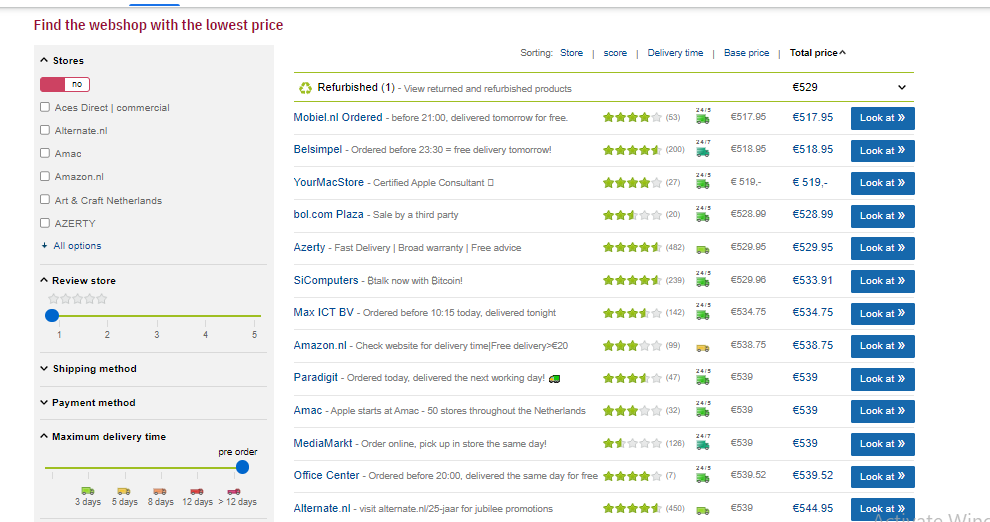 Find the webshop with the lowest price
Sorting: Store | score | Delivery time | Base price | Total price
Stores
no
Aces Direct | commercial
Alternate.nl
Amac
Amazon.nl
Art & Craft Netherlands
AZERTY
All options
Review store
1 2 3 4 5
Shipping method
Payment method
Maximum delivery time
pre order
3 days 5 days 8 days 12 days > 12 days
Refurbished (1) - View returned and refurbished products €529
Mobiel.nl Ordered - before 21:00, delivered tomorrow for free. (53) 24/5 €517.95 €517.95 Look at »
Belsimpel - Ordered before 23:30 = free delivery tomorrow! (200) 24/7 €518.95 €518.95 Look at »
YourMacStore - Certified Apple Consultant (27) 24/5 € 519,- € 519,- Look at »
bol.com Plaza - Sale by a third party (20) 24/5 €528.99 €528.99 Look at »
Azerty - Fast Delivery | Broad warranty | Free advice (482) €529.95 €529.95 Look at »
SiComputers - ₿talk now with ₿itcoin! (239) 24/5 €529.96 €533.91 Look at »
Max ICT BV - Ordered before 10:15 today, delivered tonight (142) 24/5 €534.75 €534.75 Look at »
Amazon.nl - Check website for delivery time|Free delivery>€20 (99) €538.75 €538.75 Look at »
Paradigit - Ordered today, delivered the next working day! (47) 24/5 €539 €539 Look at »
Amac - Apple starts at Amac - 50 stores throughout the Netherlands (32) 24/5 €539 €539 Look at »
MediaMarkt - Order online, pick up in store the same day! (126) 24/7 €539 €539 Look at »
Office Center - Ordered before 20:00, delivered the same day for free (7) 24/5 €539.52 €539.52 Look at »
Alternate.nl - visit alternate.nl/25-jaar for jubilee promotions (450) €544.95 €544.95 Look at »
Activate Wind